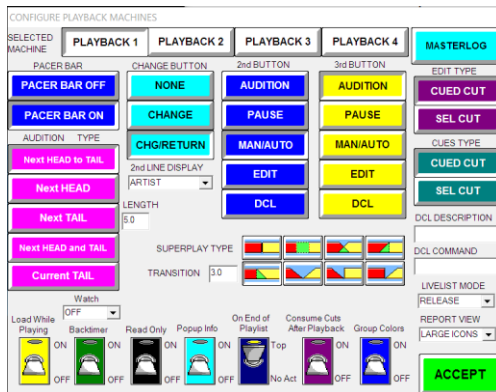 CONFIGURE PLAYBACK MACHINES
SELECTED MACHINE
PLAYBACK 1
PLAYBACK 2
PLAYBACK 3
PLAYBACK 4
MASTERLOG
PACER BAR
PACER BAR OFF
PACER BAR ON
CHANGE BUTTON
NONE
CHANGE
CHG/RETURN
2nd BUTTON
AUDITION
PAUSE
MAN/AUTO
EDIT
DCL
3rd BUTTON
AUDITION
PAUSE
MAN/AUTO
EDIT
DCL
EDIT TYPE
CUED CUT
SEL CUT
CUES TYPE
CUED CUT
SEL CUT
AUDITION TYPE
Next HEAD to TAIL
Next HEAD
Next TAIL
Next HEAD and TAIL
Current TAIL
2nd LINE DISPLAY
ARTIST
LENGTH
5.0
DCL DESCRIPTION
DCL COMMAND
SUPERPLAY TYPE
TRANSITION
3.0
LIVELIST MODE
RELEASE
REPORT VIEW
LARGE ICONS
Watch
OFF
Load While Playing
ON
OFF
Backtimer
ON
OFF
Read Only
ON
OFF
Popup Info
ON
OFF
On End of Playlist
Top
No Act
Consume Cuts After Playback
ON
OFF
Group Colors
ON
OFF
ACCEPT